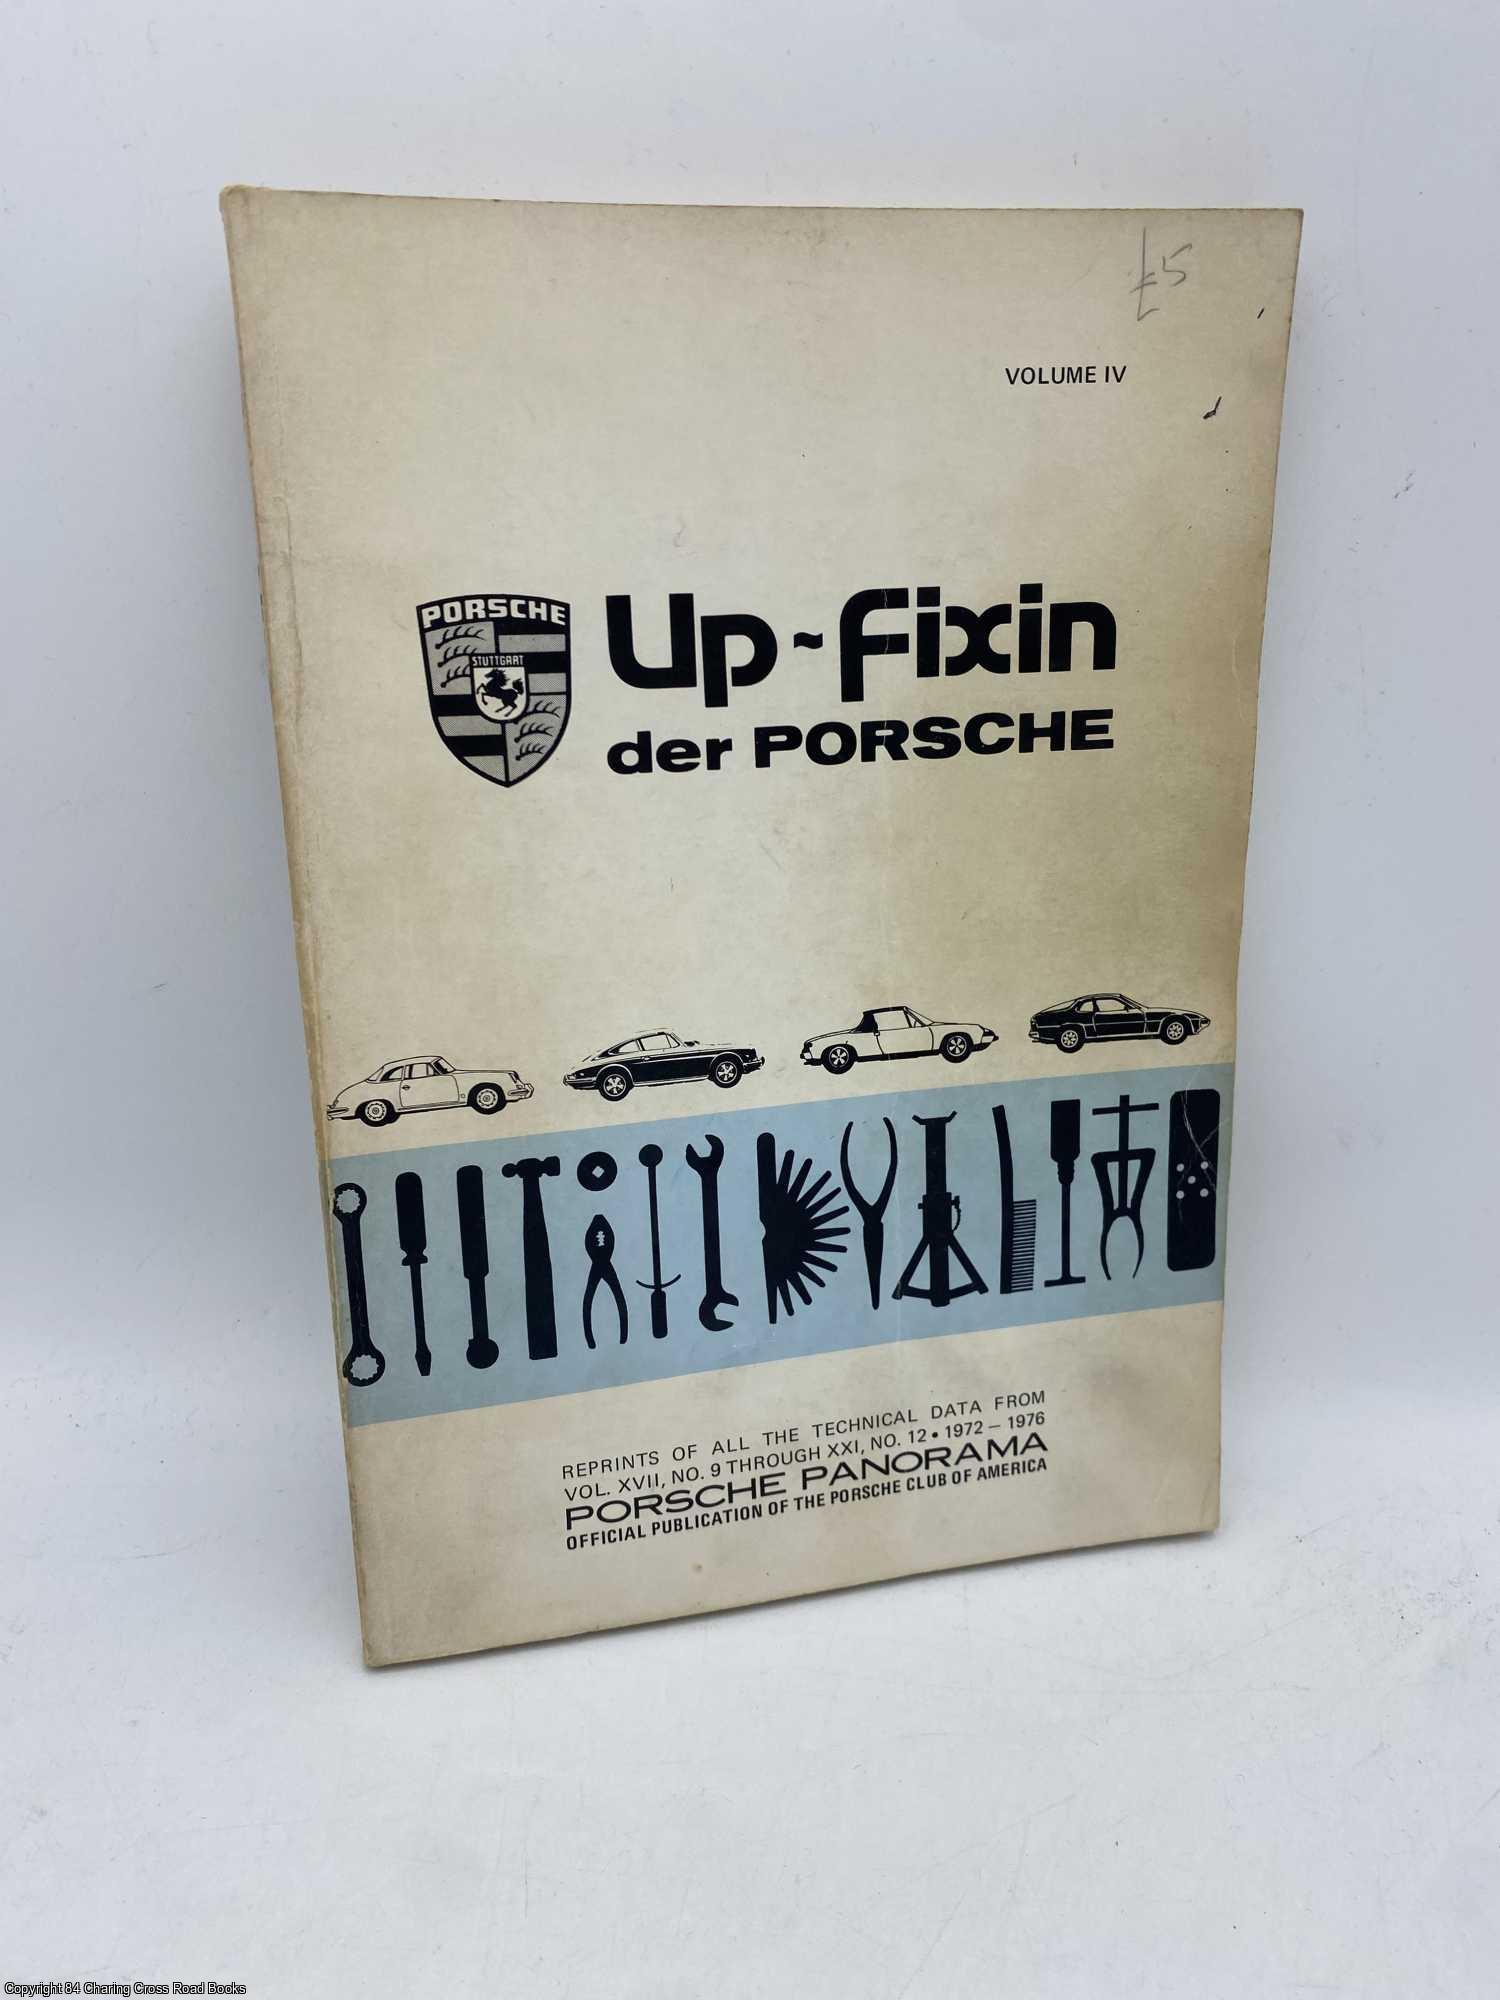 £5
VOLUME IV
PORSCHE
STUTTGART
Up-Fixin
der PORSCHE
REPRINTS OF ALL THE TECHNICAL DATA FROM
VOL. XVII, NO. 9 THROUGH XXI, NO. 12 • 1972 – 1976
PORSCHE PANORAMA
OFFICIAL PUBLICATION OF THE PORSCHE CLUB OF AMERICA
Copyright 84 Charing Cross Road Books